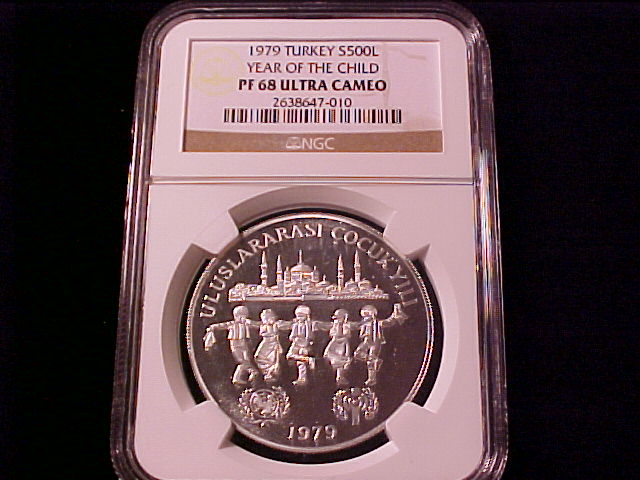 1979 TURKEY S500L
YEAR OF THE CHILD
PF 68 ULTRA CAMEO
2638647-010
NGC
ULUSLARARASI ÇOCUK YILI
1979